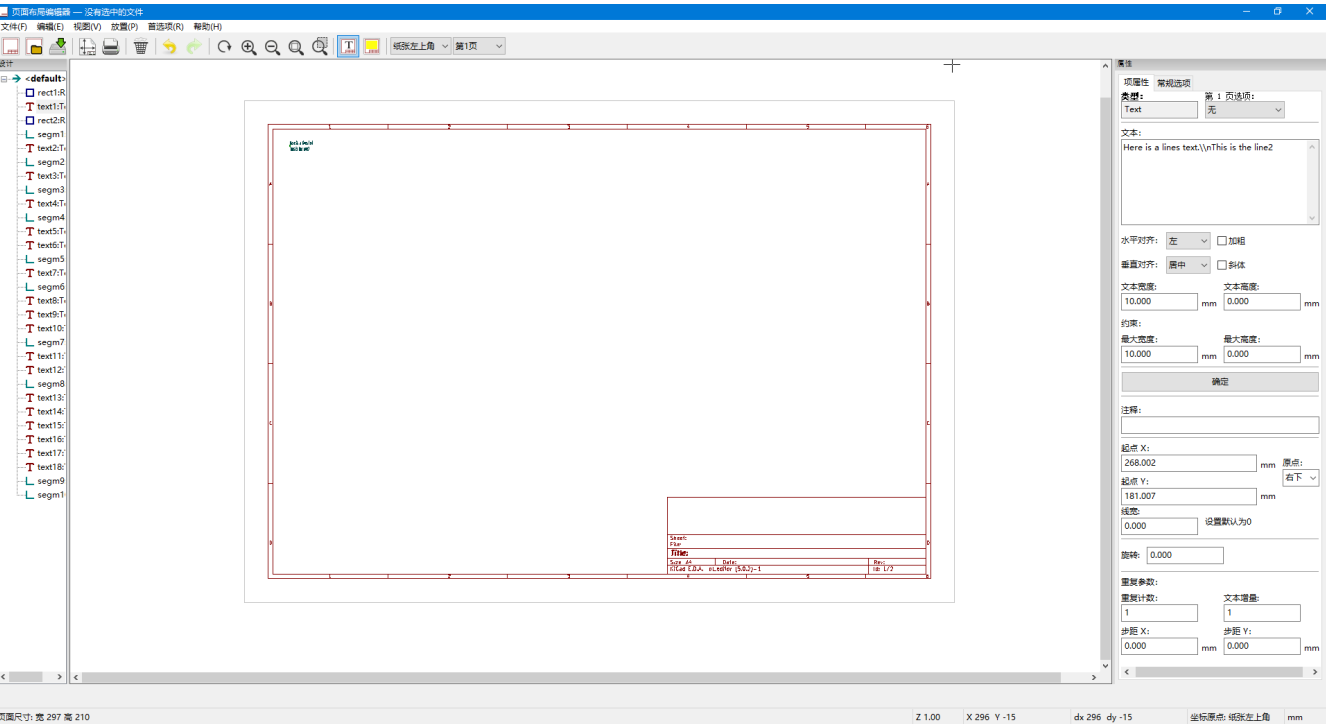 页面布局编辑器 — 没有选中的文件
文件(F) 编辑(E) 视图(V) 放置(P) 首选项(R) 帮助(H)
纸张左上角 第1页
设计
<default>
rect1:R
text1:T
rect2:R
segm1
text2:T
segm2
text3:T
segm3
text4:T
segm4
text5:T
text6:T
segm5
text7:T
segm6
text8:T
text9:T
text10:
segm7
text11:
text12:
segm8
text13:
text14:
text15:
text16:
text17:
text18:
segm9
segm1
1 2 3 4 5 6
A A
B B
C C
D D
Sheet:
File:
Title:
Size: A4 Date: Rev:
KiCad E.D.A. pl_editor (5.0.2)-1 Id: 1/2
1 2 3 4 5 6
属性
项属性 常规选项
类型: 第 1 页选项:
Text 无
文本:
Here is a lines text.\\nThis is the line2
水平对齐: 左 加粗
垂直对齐: 居中 斜体
文本宽度: 文本高度:
10.000 mm 0.000 mm
约束:
最大宽度: 最大高度:
10.000 mm 0.000 mm
确定
注释:
起点 X:
268.002 mm 原点:
起点 Y: 右下
181.007 mm
线宽:
0.000 设置默认为0
旋转: 0.000
重复参数:
重复计数: 文本增量:
1 1
步距 X: 步距 Y:
0.000 mm 0.000 mm
页面尺寸: 宽 297 高 210 Z 1.00 X 296 Y -15 dx 296 dy -15 坐标原点: 纸张左上角 mm